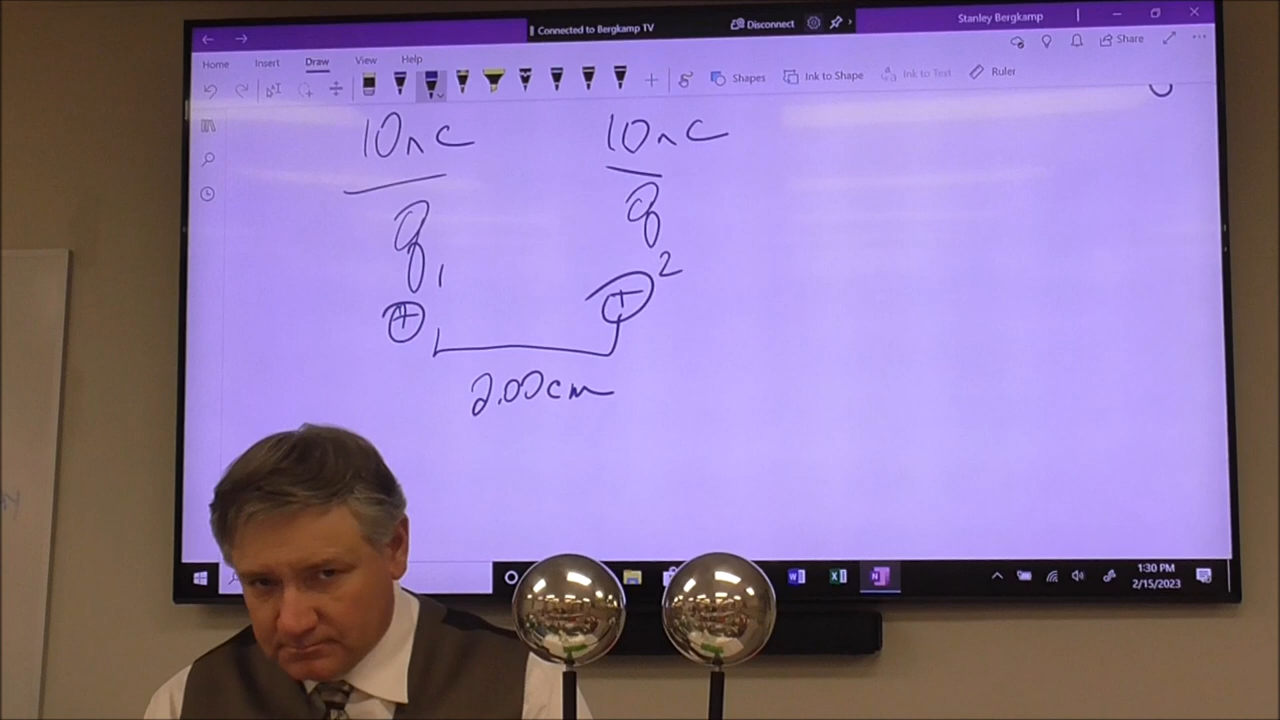 Connected to Bergkamp TV
Disconnect
Stanley Bergkamp
Home Insert Draw View Help
Share
Shapes Ink to Shape Ink to Text Ruler
10nC 10nC
q1 q2
+ +
2.00cm
1:30 PM
2/15/2023